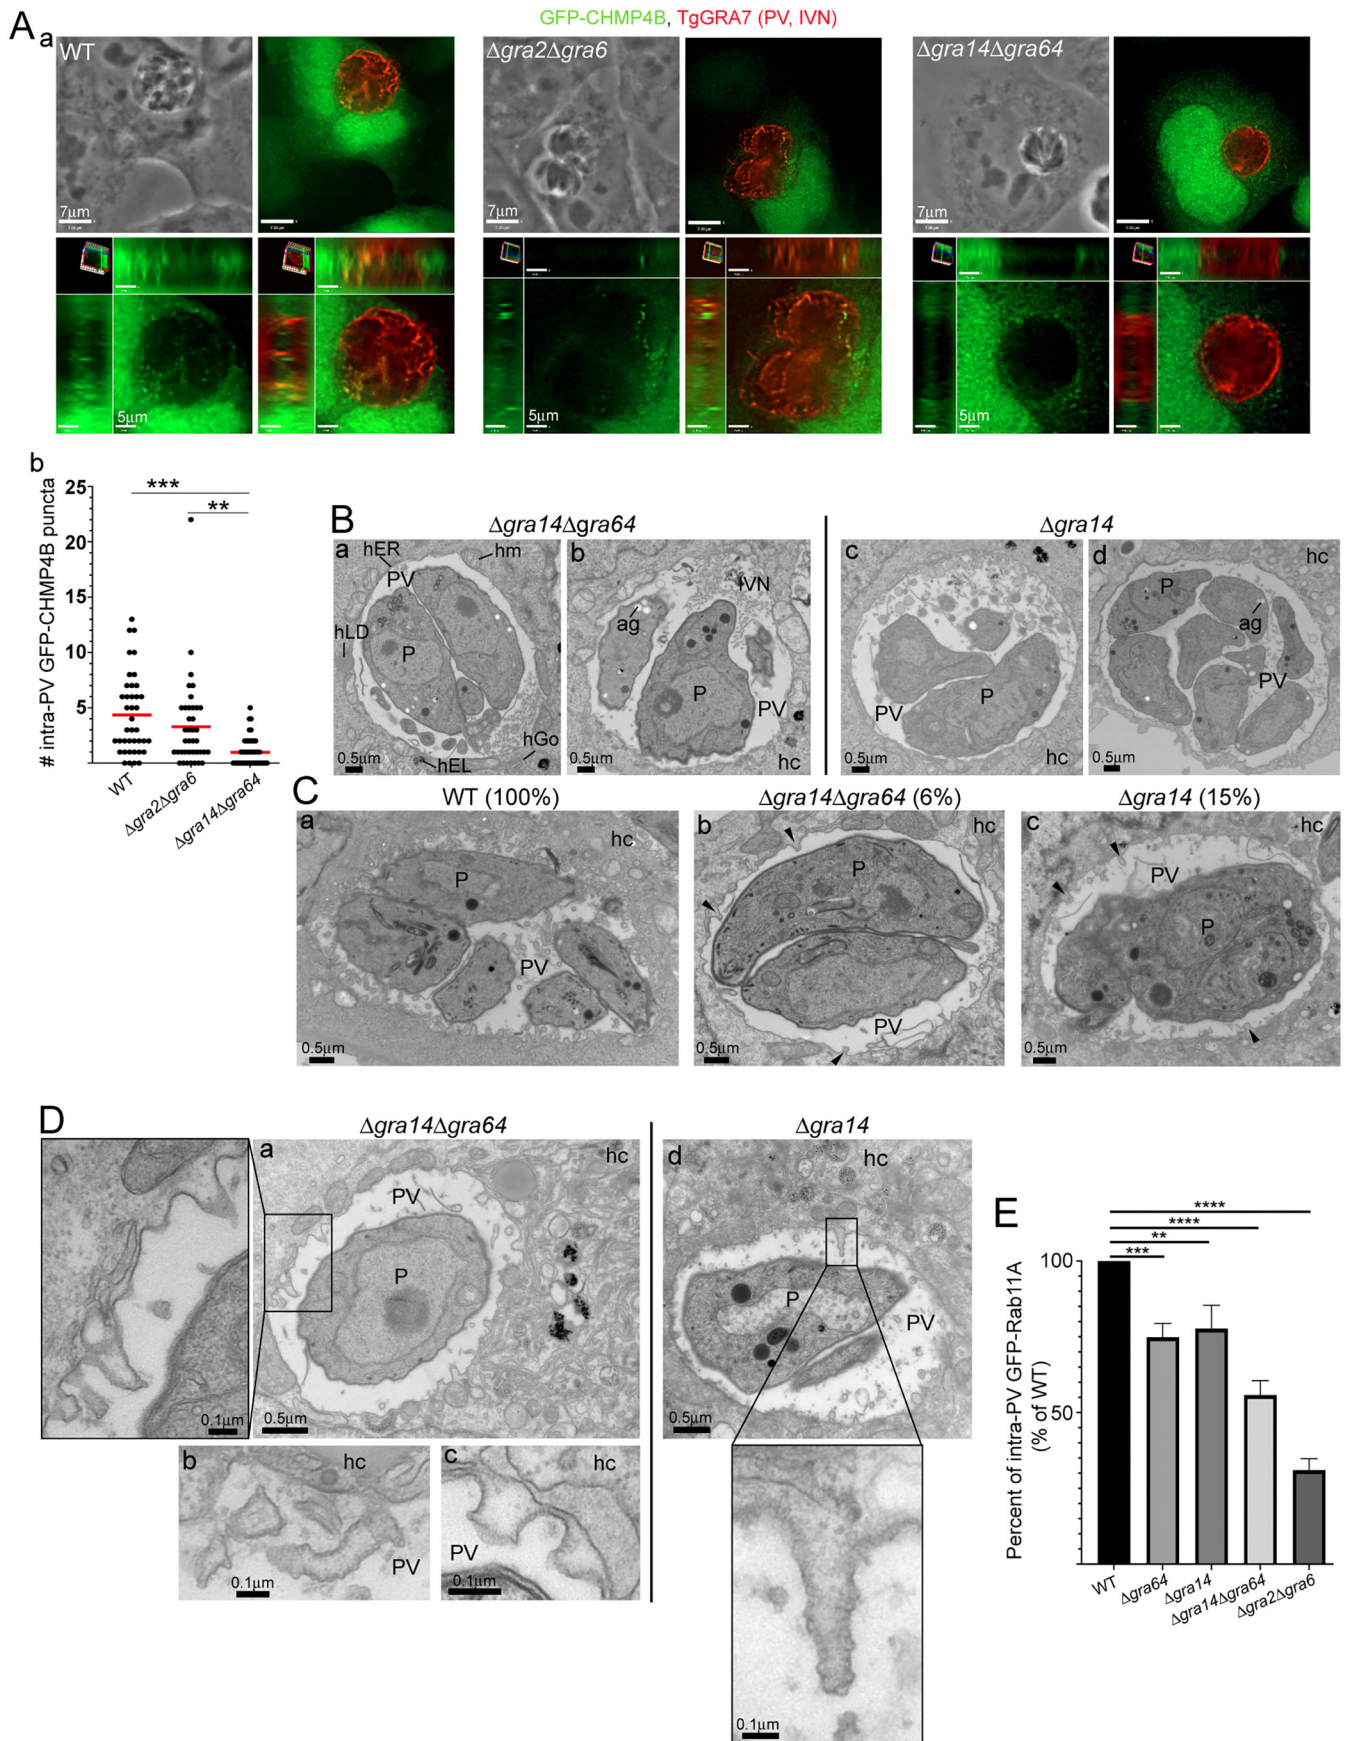 GFP-CHMP4B, TgGRA7 (PV, IVN)
A
a
WT
Δgra2Δgra6
Δgra14Δgra64
7µm
7µm
7µm
5µm
5µm
5µm
b
# intra-PV GFP-CHMP4B puncta
25
20
15
10
5
***
**
WT
Δgra2Δgra6
Δgra14Δgra64
B
Δgra14Δgra64
Δgra14
a
hER
hm
PV
hLD
P
hGo
hEL
0.5µm
b
IVN
ag
P
PV
hc
0.5µm
c
PV
P
hc
0.5µm
d
hc
P
ag
PV
0.5µm
C
WT (100%)
Δgra14Δgra64 (6%)
Δgra14 (15%)
a
hc
P
PV
0.5µm
b
hc
P
PV
0.5µm
c
hc
PV
P
0.5µm
D
Δgra14Δgra64
Δgra14
0.1µm
a
hc
PV
P
0.5µm
b
hc
PV
0.1µm
c
hc
PV
0.1µm
d
hc
P
PV
0.5µm
0.1µm
E
Percent of intra-PV GFP-Rab11A
(% of WT)
100
50
****
****
**
***
WT
Δgra64
Δgra14
Δgra14Δgra64
Δgra2Δgra6